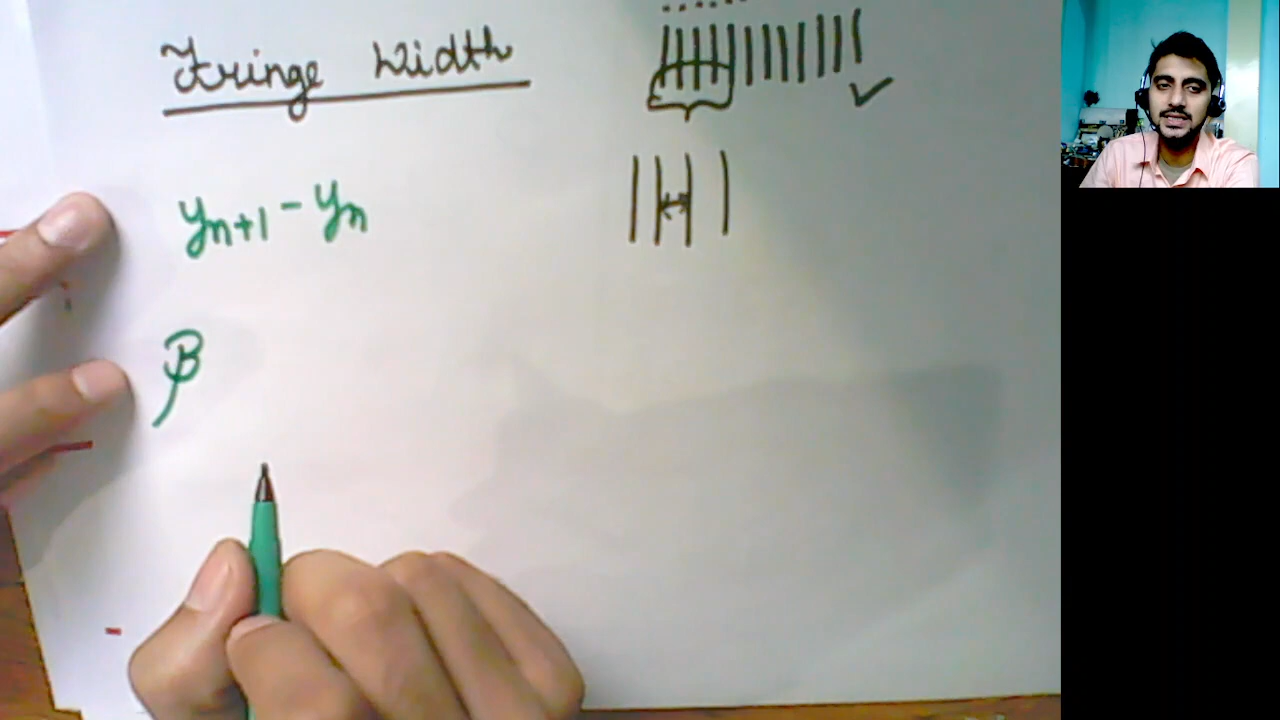 Fringe Width
yn+1 - yn
β